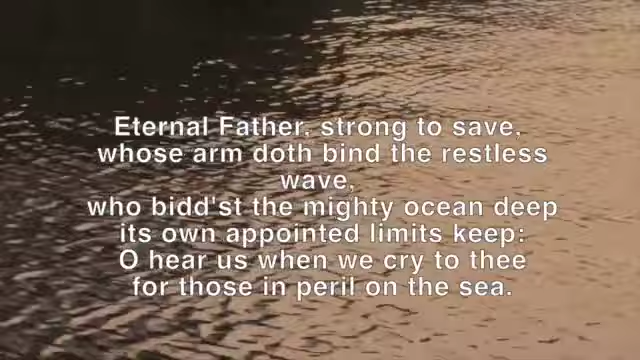 Eternal Father, strong to save,
whose arm doth bind the restless
wave,
who bidd'st the mighty ocean deep
its own appointed limits keep:
O hear us when we cry to thee
for those in peril on the sea.